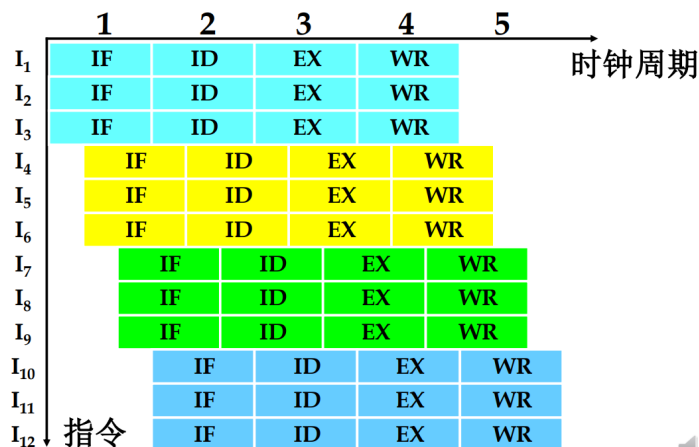 1 2 3 4 5
时钟周期
I1 IF ID EX WR
I2 IF ID EX WR
I3 IF ID EX WR
I4 IF ID EX WR
I5 IF ID EX WR
I6 IF ID EX WR
I7 IF ID EX WR
I8 IF ID EX WR
I9 IF ID EX WR
I10 IF ID EX WR
I11 IF ID EX WR
I12 IF ID EX WR
指令